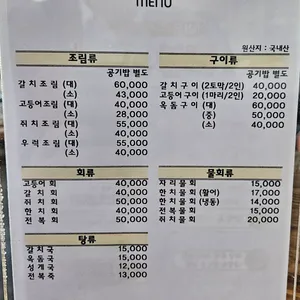 menu
원산지 : 국내산
조림류
공기밥 별도
갈치조림 (대) 60,000
(소) 43,000
고등어조림 (대) 40,000
(소) 28,000
쥐치조림 (대) 55,000
(소) 40,000
우럭조림 (대) 55,000
(소) 40,000
구이류
공기밥 별도
갈치구이 (2토막/2인) 40,000
고등어구이 (1마리/2인) 20,000
옥돔구이 (대) 60,000
(중) 50,000
(소) 40,000
회류
고등어회 40,000
갈치회 40,000
쥐치회 50,000
한치회 40,000
전복회 50,000
물회류
자리물회 15,000
한치물회 (활어) 17,000
한치물회 (냉동) 14,000
전복물회 15,000
쥐치물회 20,000
탕류
갈치국 15,000
옥돔국 15,000
성게국 12,000
전복죽 13,000